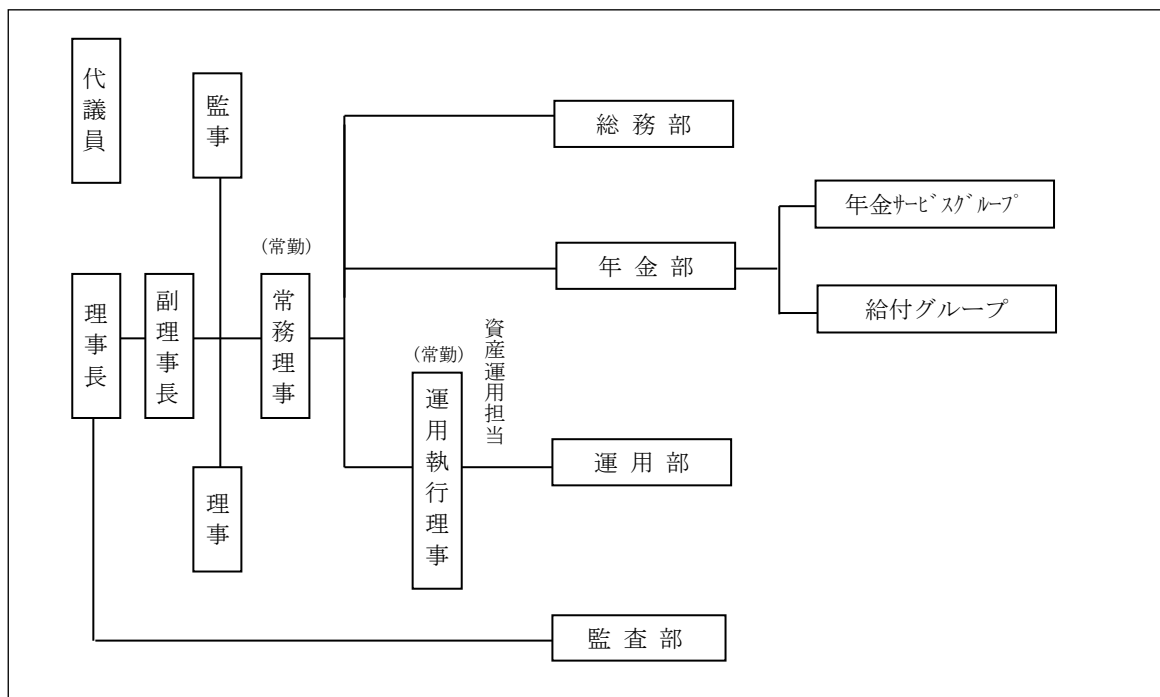 代議員
監事
総務部
年金ｻｰﾋﾞｽｸﾞﾙｰﾌﾟ
(常勤)
年金部
給付グループ
理事長
副理事長
常務理事
(常勤)
資産運用担当
運用執行理事
運用部
理事
監査部